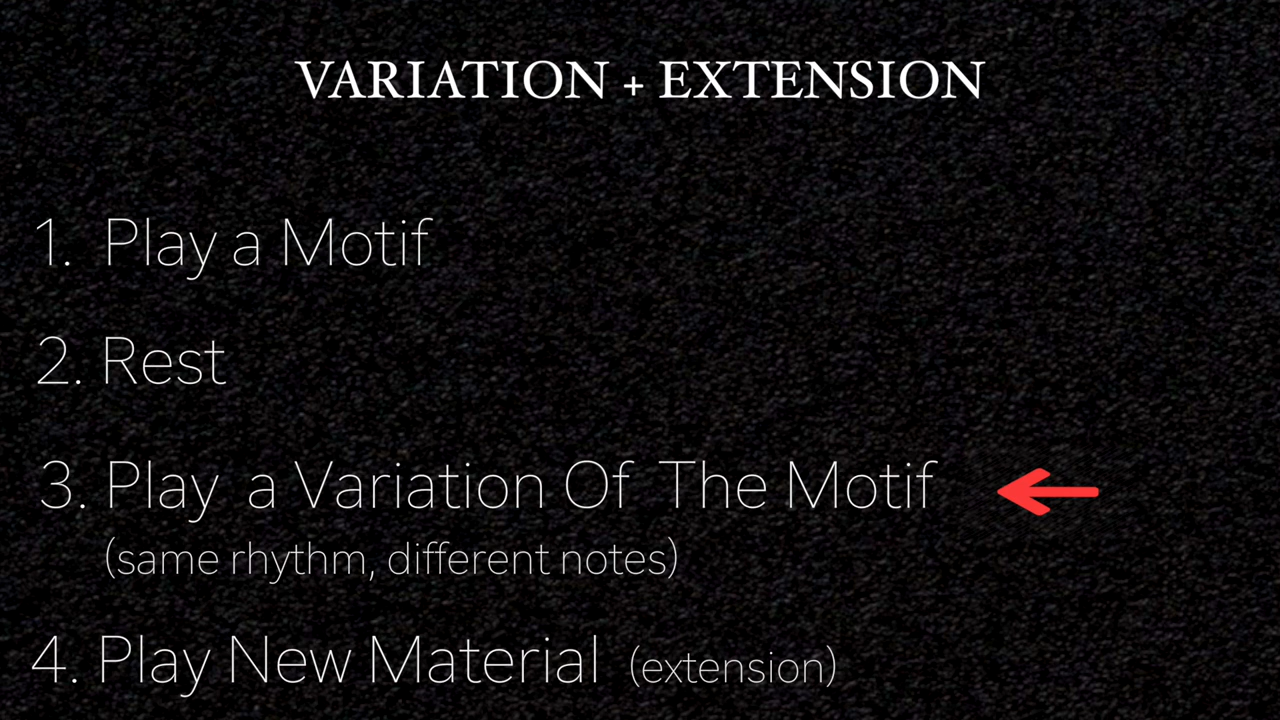 VARIATION + EXTENSION
1. Play a Motif
2. Rest
3. Play a Variation Of The Motif
(same rhythm, different notes)
4. Play New Material (extension)